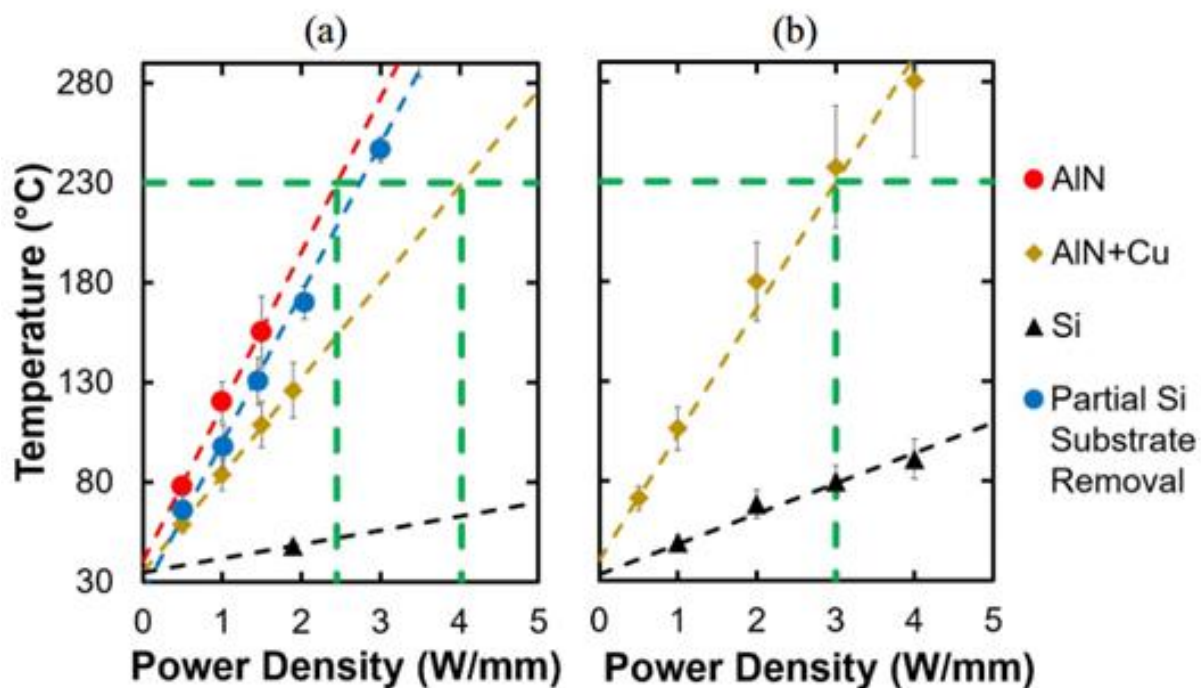 (a)
(b)
Temperature (°C)
280
230
180
130
80
30
0 1 2 3 4 5
Power Density (W/mm)
0 1 2 3 4 5
Power Density (W/mm)
AlN
AlN+Cu
Si
Partial Si
Substrate
Removal